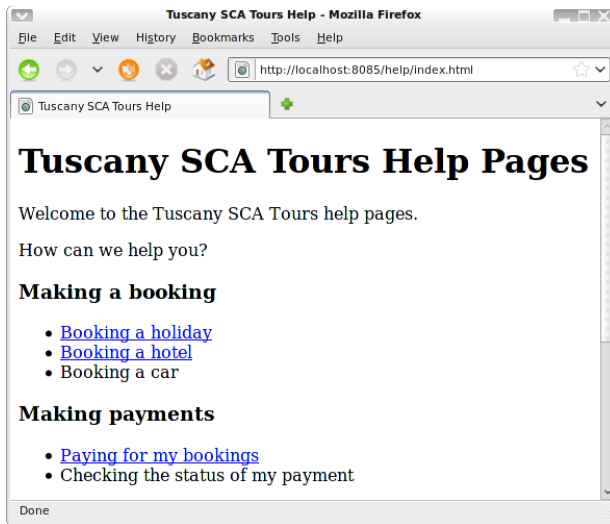 Tuscany SCA Tours Help - Mozilla Firefox
File Edit View History Bookmarks Tools Help
http://localhost:8085/help/index.html
Tuscany SCA Tours Help
Tuscany SCA Tours Help Pages
Welcome to the Tuscany SCA Tours help pages.
How can we help you?
Making a booking
• Booking a holiday
• Booking a hotel
• Booking a car
Making payments
• Paying for my bookings
• Checking the status of my payment
Done